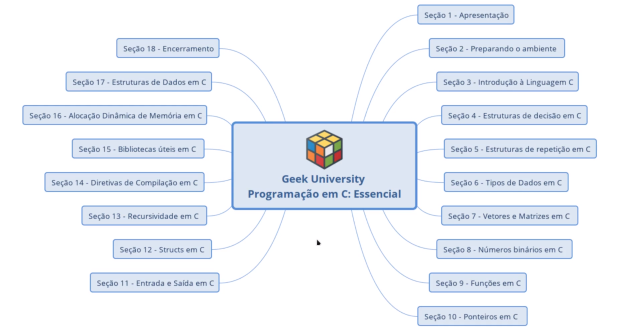 Seção 1 - Apresentação
Seção 2 - Preparando o ambiente
Seção 3 - Introdução à Linguagem C
Seção 4 - Estruturas de decisão em C
Seção 5 - Estruturas de repetição em C
Seção 6 - Tipos de Dados em C
Seção 7 - Vetores e Matrizes em C
Seção 8 - Números binários em C
Seção 9 - Funções em C
Seção 10 - Ponteiros em C
Geek University
Programação em C: Essencial
Seção 18 - Encerramento
Seção 17 - Estruturas de Dados em C
Seção 16 - Alocação Dinâmica de Memória em C
Seção 15 - Bibliotecas úteis em C
Seção 14 - Diretivas de Compilação em C
Seção 13 - Recursividade em C
Seção 12 - Structs em C
Seção 11 - Entrada e Saída em C